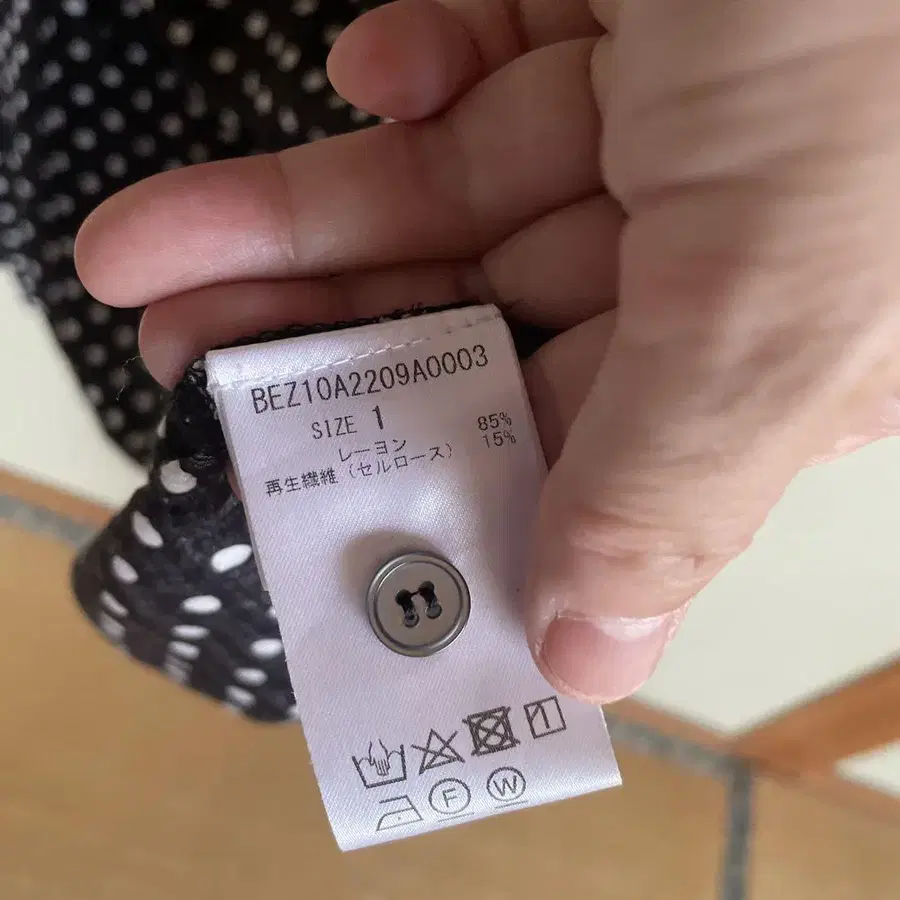 BEZ10A2209A0003
SIZE 1
レーヨン 85%
再生繊維(セルロース) 15%
F W